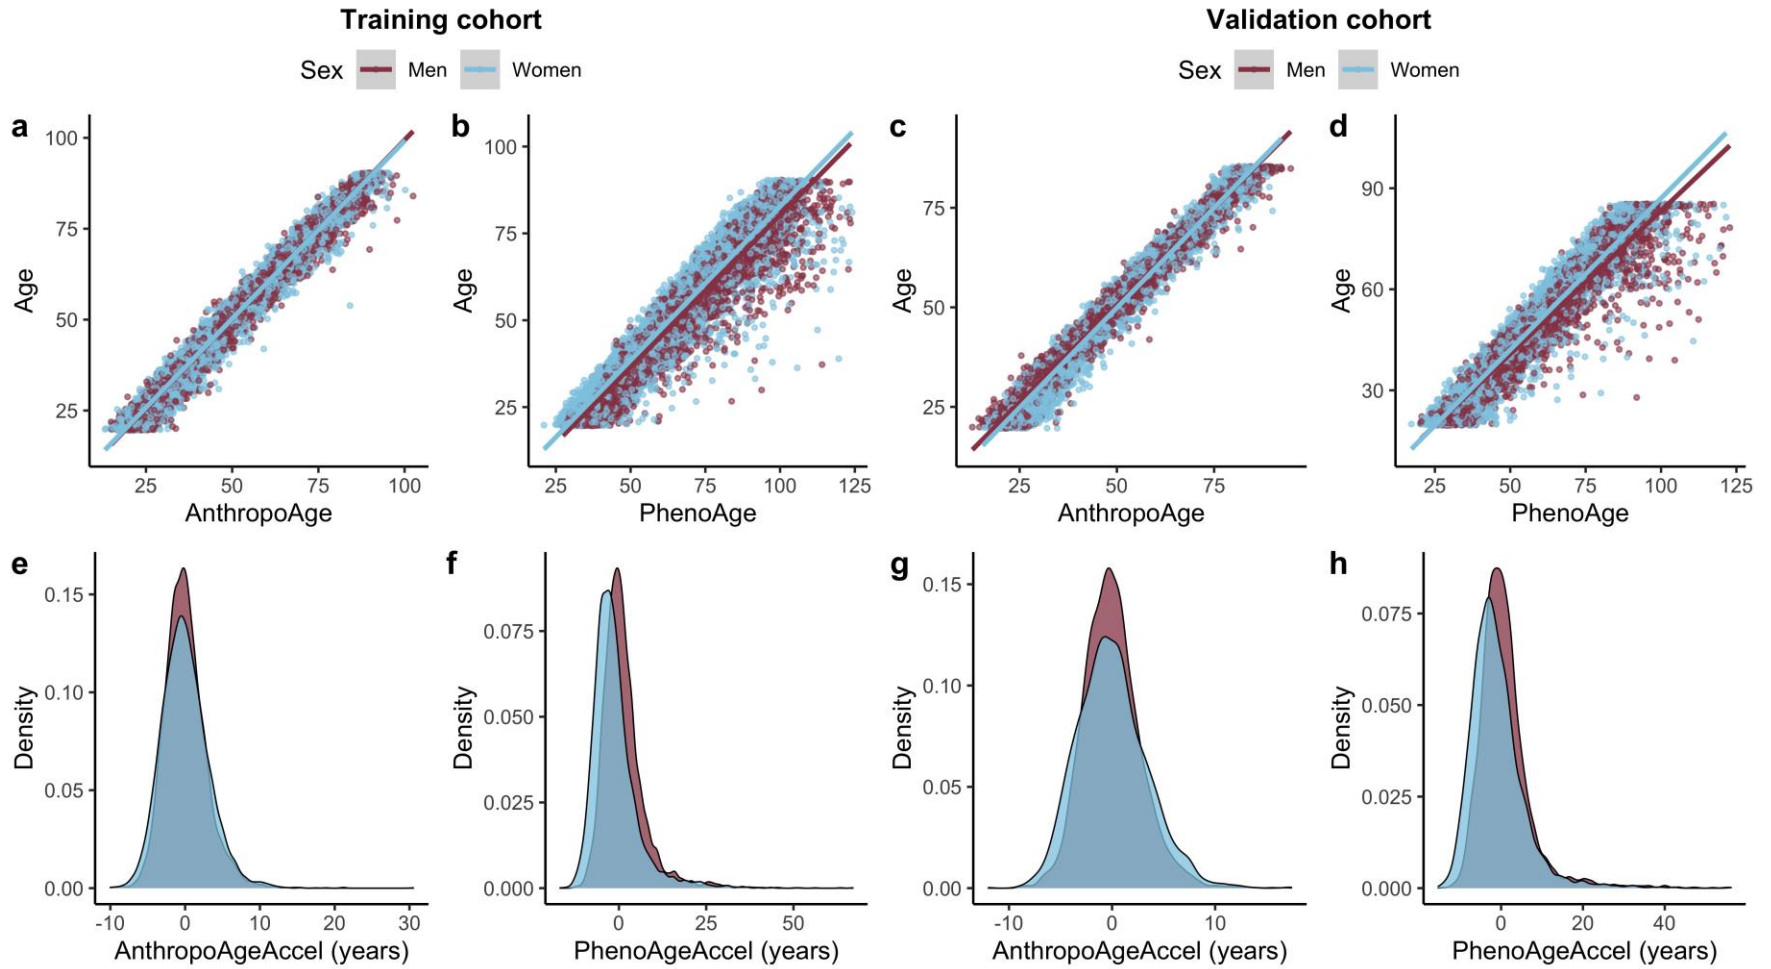 Training cohort
Validation cohort
Sex Men Women
Sex Men Women
a
100
75
50
25
Age
25 50 75 100
AnthropoAge
b
100
75
50
25
Age
25 50 75 100 125
PhenoAge
c
75
50
25
Age
25 50 75
AnthropoAge
d
90
60
30
Age
25 50 75 100 125
PhenoAge
e
0.15
0.10
0.05
0.00
Density
-10 0 10 20 30
AnthropoAgeAccel (years)
f
0.075
0.050
0.025
0.000
Density
0 25 50
PhenoAgeAccel (years)
g
0.15
0.10
0.05
0.00
Density
-10 0 10
AnthropoAgeAccel (years)
h
0.075
0.050
0.025
0.000
Density
0 20 40
PhenoAgeAccel (years)